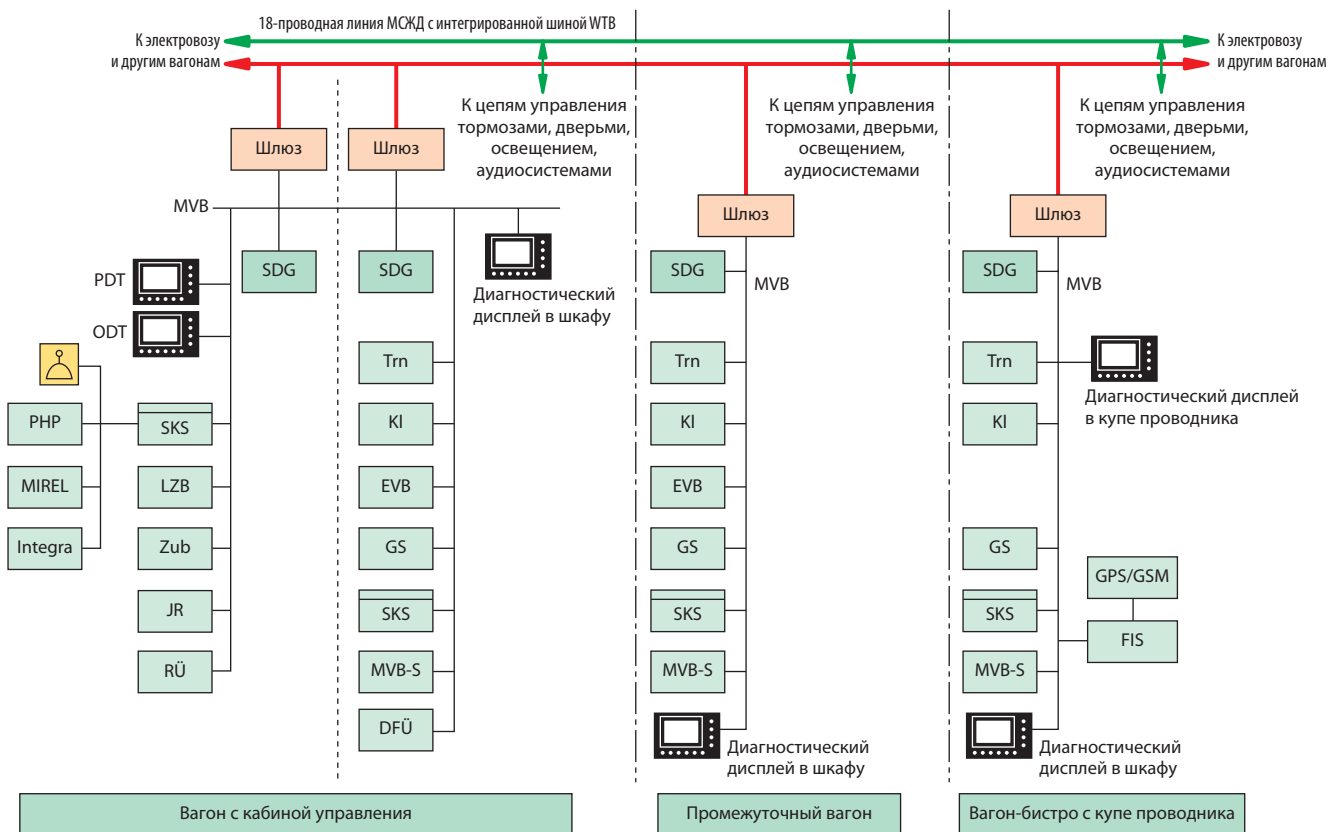 18-проводная линия МСЖД с интегрированной шиной WTB
К электровозу
и другим вагонам
К электровозу
и другим вагонам
К цепям управления
тормозами, дверьми,
освещением,
аудиосистемами
К цепям управления
тормозами, дверьми,
освещением,
аудиосистемами
К цепям управления
тормозами, дверьми,
освещением,
аудиосистемами
Шлюз
Шлюз
Шлюз
Шлюз
MVB
SDG
PDT
ODT
PHP
MIREL
Integra
SKS
LZB
Zub
JR
RÜ
SDG
Диагностический
дисплей в шкафу
Trn
KI
EVB
GS
SKS
MVB-S
DFÜ
SDG
MVB
Trn
KI
EVB
GS
SKS
MVB-S
Диагностический
дисплей в шкафу
SDG
MVB
Trn
Диагностический дисплей
в купе проводника
KI
GS
GPS/GSM
SKS
FIS
MVB-S
Диагностический
дисплей в шкафу
Вагон с кабиной управления
Промежуточный вагон
Вагон-бистро с купе проводника